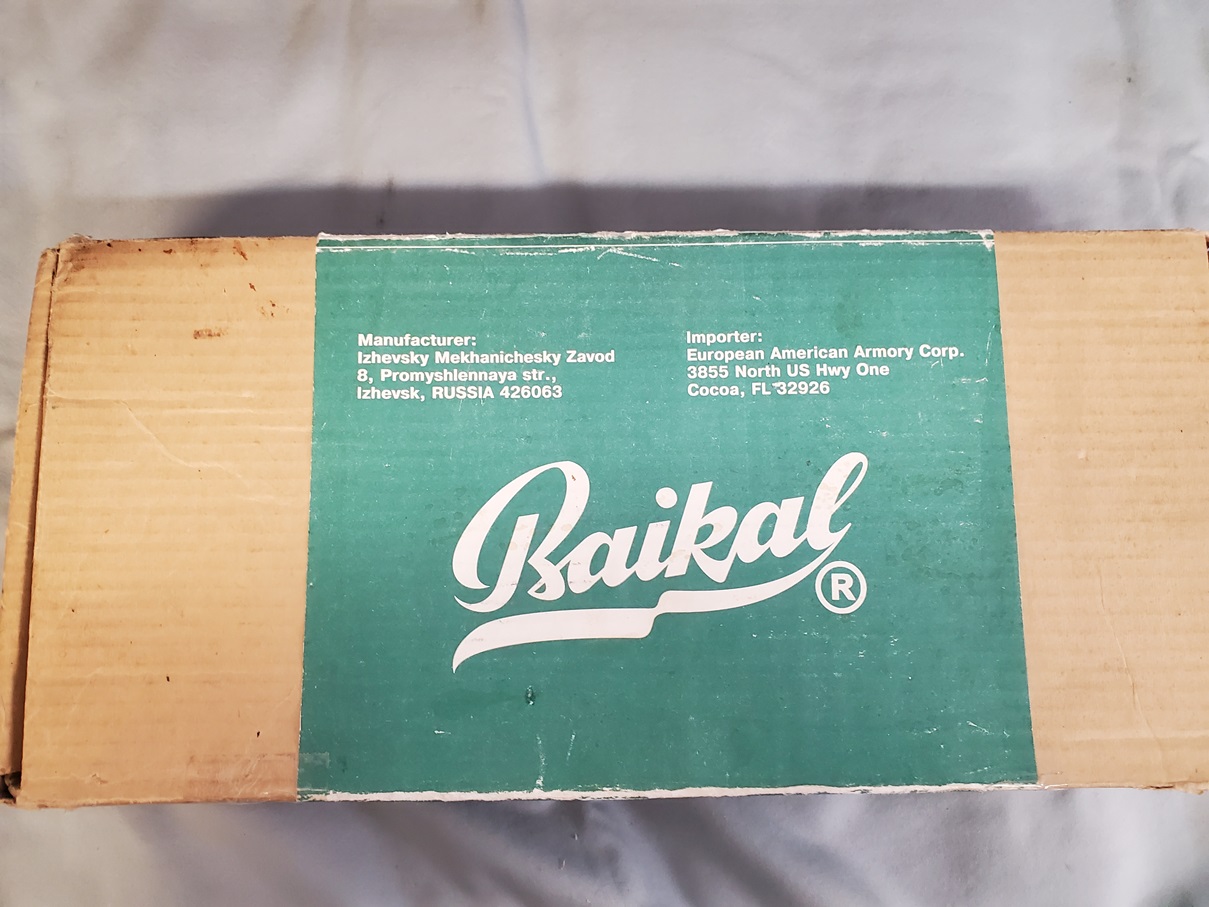 Manufacturer:
Izhevsky Mekhanichesky Zavod
8, Promyshlennaya str.,
Izhevsk, RUSSIA 426063
Importer:
European American Armory Corp.
3855 North US Hwy One
Cocoa, FL 32926
Baikal
®